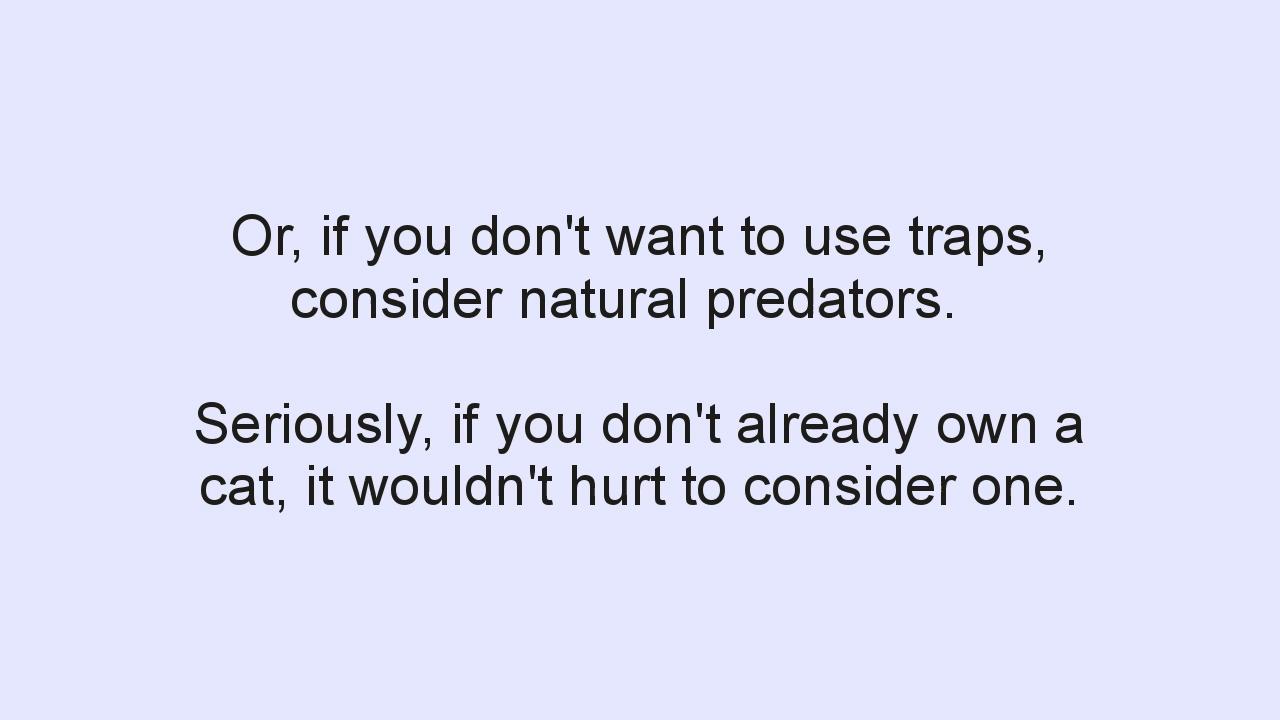 Or, if you don't want to use traps,
consider natural predators.
Seriously, if you don't already own a
cat, it wouldn't hurt to consider one.